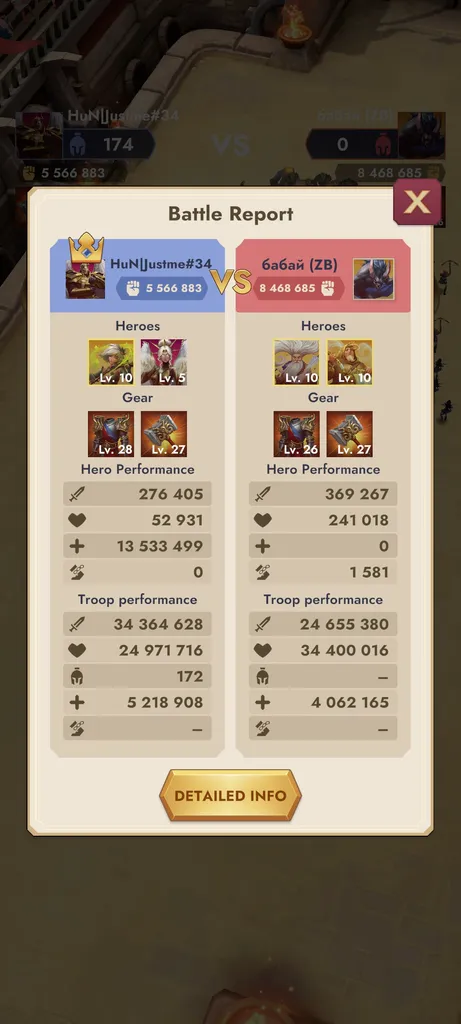 HuN][Justme#34
174
VS
0
5 566 883
8 468 685
Battle Report
X
HuN][Justme#34
VS
бабай (ZB)
5 566 883
8 468 685
Heroes
Heroes
Lv. 10
Lv. 5
Lv. 10
Lv. 10
Gear
Gear
Lv. 28
Lv. 27
Lv. 26
Lv. 27
Hero Performance
Hero Performance
276 405
369 267
52 931
241 018
13 533 499
0
0
1 581
Troop performance
Troop performance
34 364 628
24 655 380
24 971 716
34 400 016
172
–
5 218 908
4 062 165
–
–
DETAILED INFO